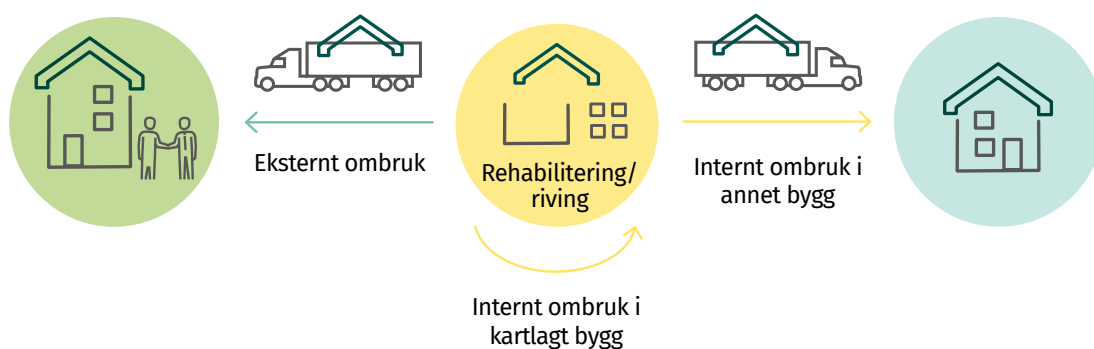 Eksternt ombruk
Rehabilitering/
riving
Internt ombruk i
annet bygg
Internt ombruk i
kartlagt bygg